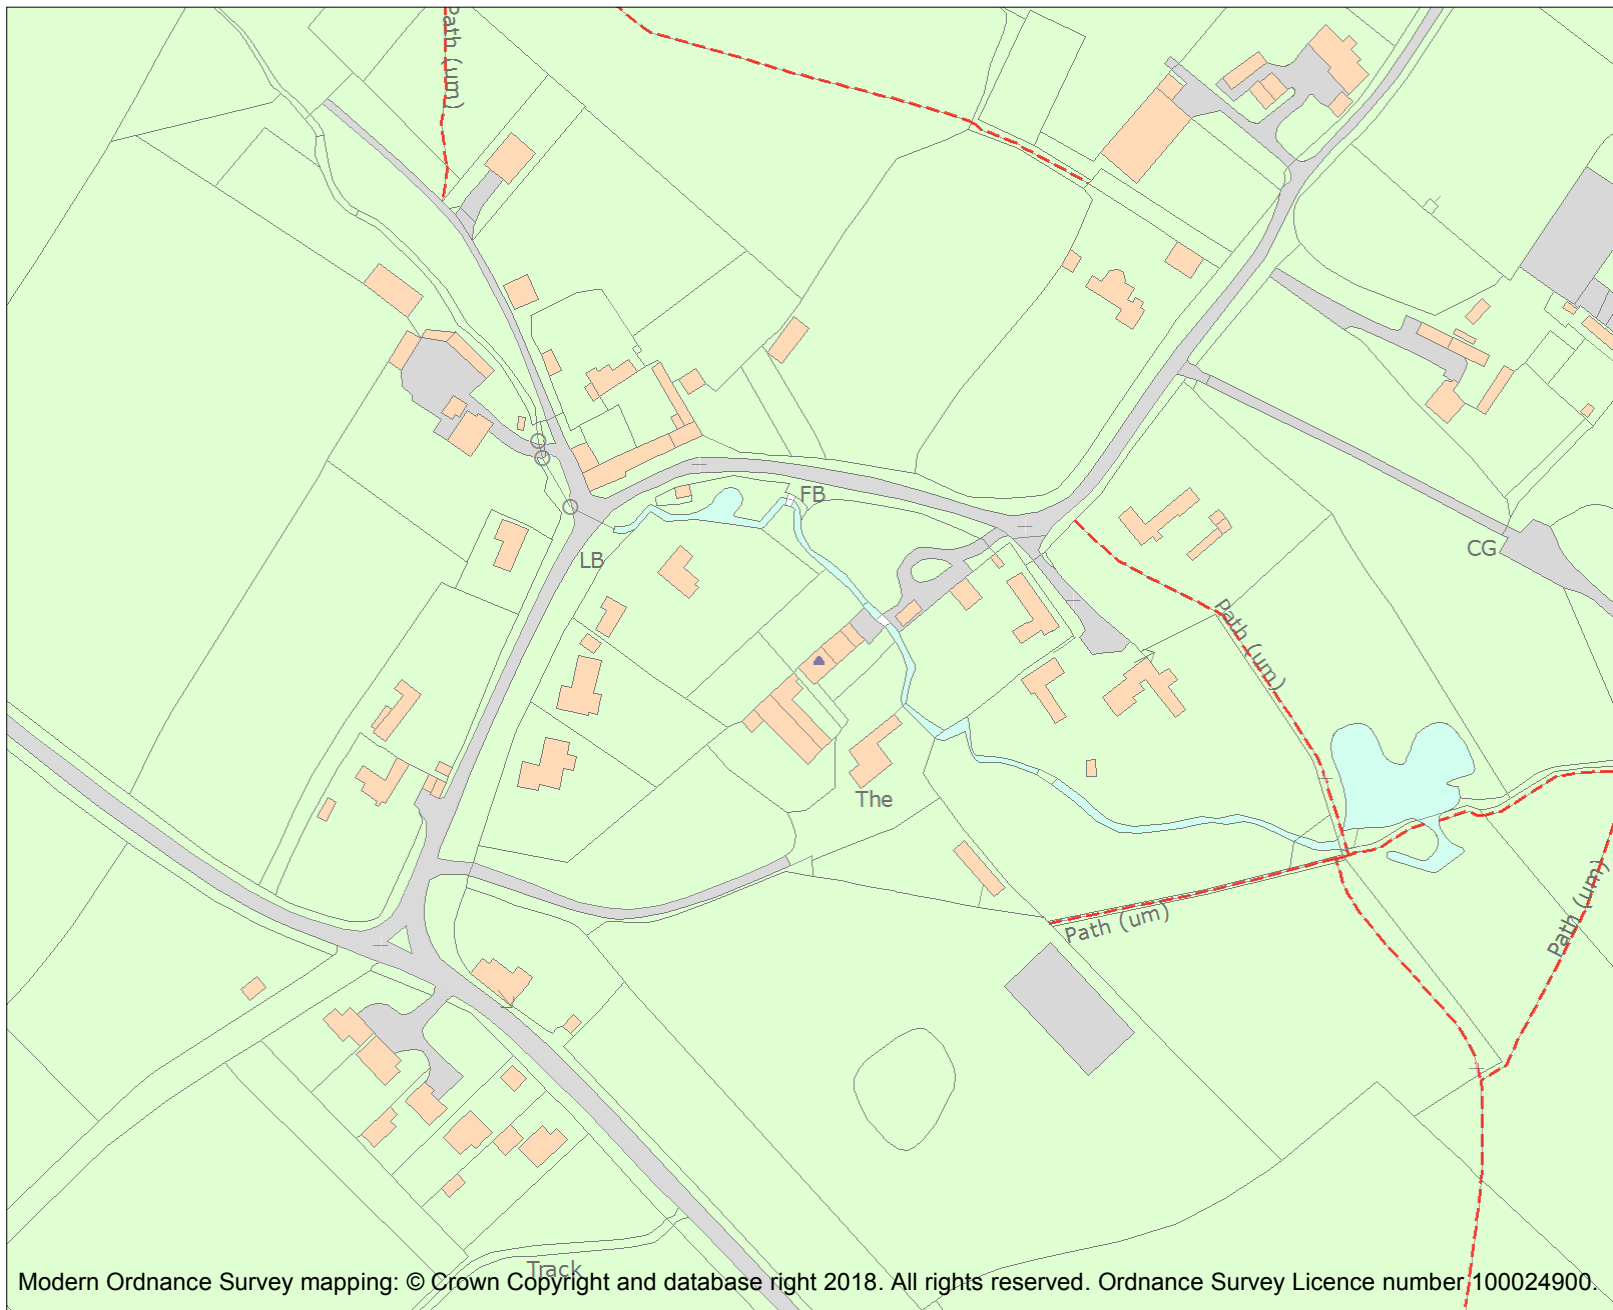 Path (um)
FB
LB
CG
Path (um)
The
Path (um)
Path (um)
Track
Modern Ordnance Survey mapping: © Crown Copyright and database right 2018. All rights reserved. Ordnance Survey Licence number 100024900.